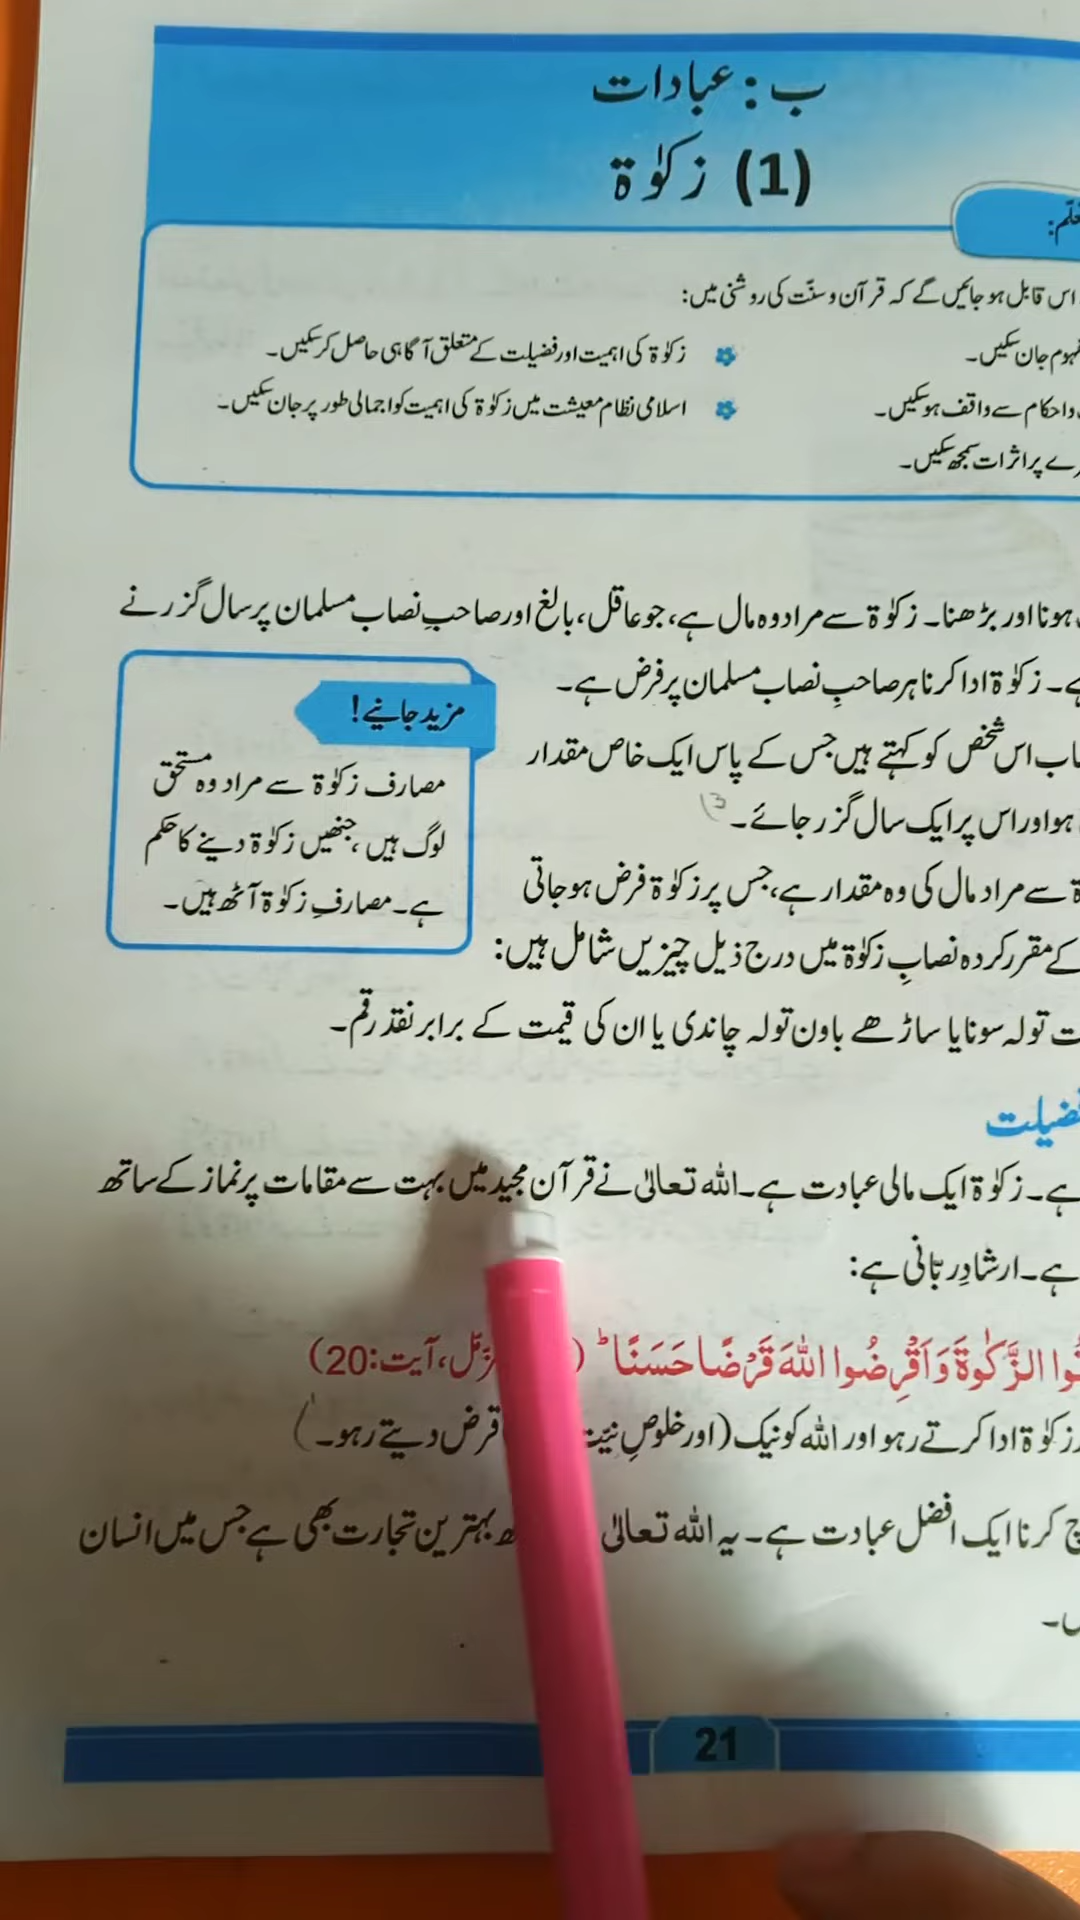 ب : عبادات
(1) زکوٰۃ
اس قابل ہو جائیں گے کہ قرآن و سنّت کی روشنی میں:
جان سکیں۔
زکوٰۃ کی اہمیت اور فضیلت کے متعلق آگاہی حاصل کر سکیں۔
احکام سے واقف ہو سکیں۔
اسلامی نظام معیشت میں زکوٰۃ کی اہمیت کو اجمالی طور پر جان سکیں۔
پر اثرات سمجھ سکیں۔
ہونا اور بڑھنا۔ زکوٰۃ سے مراد وہ مال ہے، جو عاقل، بالغ اور صاحبِ نصاب مسلمان پر سال گزرنے
زکوٰۃ ادا کرنا ہر صاحبِ نصاب مسلمان پر فرض ہے۔
اس شخص کو کہتے ہیں جس کے پاس ایک خاص مقدار
ہو اور اس پر ایک سال گزر جائے۔
سے مراد مال کی وہ مقدار ہے، جس پر زکوٰۃ فرض ہو جاتی
کے مقرر کردہ نصابِ زکوٰۃ میں درج ذیل چیزیں شامل ہیں:
تولہ سونا یا ساڑھے باون تولہ چاندی یا ان کی قیمت کے برابر نقد رقم۔
مزید جانیے!
مصارف زکوٰۃ سے مراد وہ مستحق
لوگ ہیں، جنھیں زکوٰۃ دینے کا حکم
ہے۔ مصارفِ زکوٰۃ آٹھ ہیں۔
ہے۔ زکوٰۃ ایک مالی عبادت ہے۔ اللہ تعالیٰ نے قرآن مجید میں بہت سے مقامات پر نماز کے ساتھ
ہے۔ ارشادِ ربّانی ہے:
الزَّكٰوةَ وَاَقْرِضُوا اللهَ قَرْضًا حَسَنًا ؕ آیت:20)
زکوٰۃ ادا کرتے رہو اور اللہ کو نیک (اور خلوصِ نیّت قرض دیتے رہو۔)
کرنا ایک افضل عبادت ہے۔ یہ اللہ تعالیٰ بہترین تجارت بھی ہے جس میں انسان
21